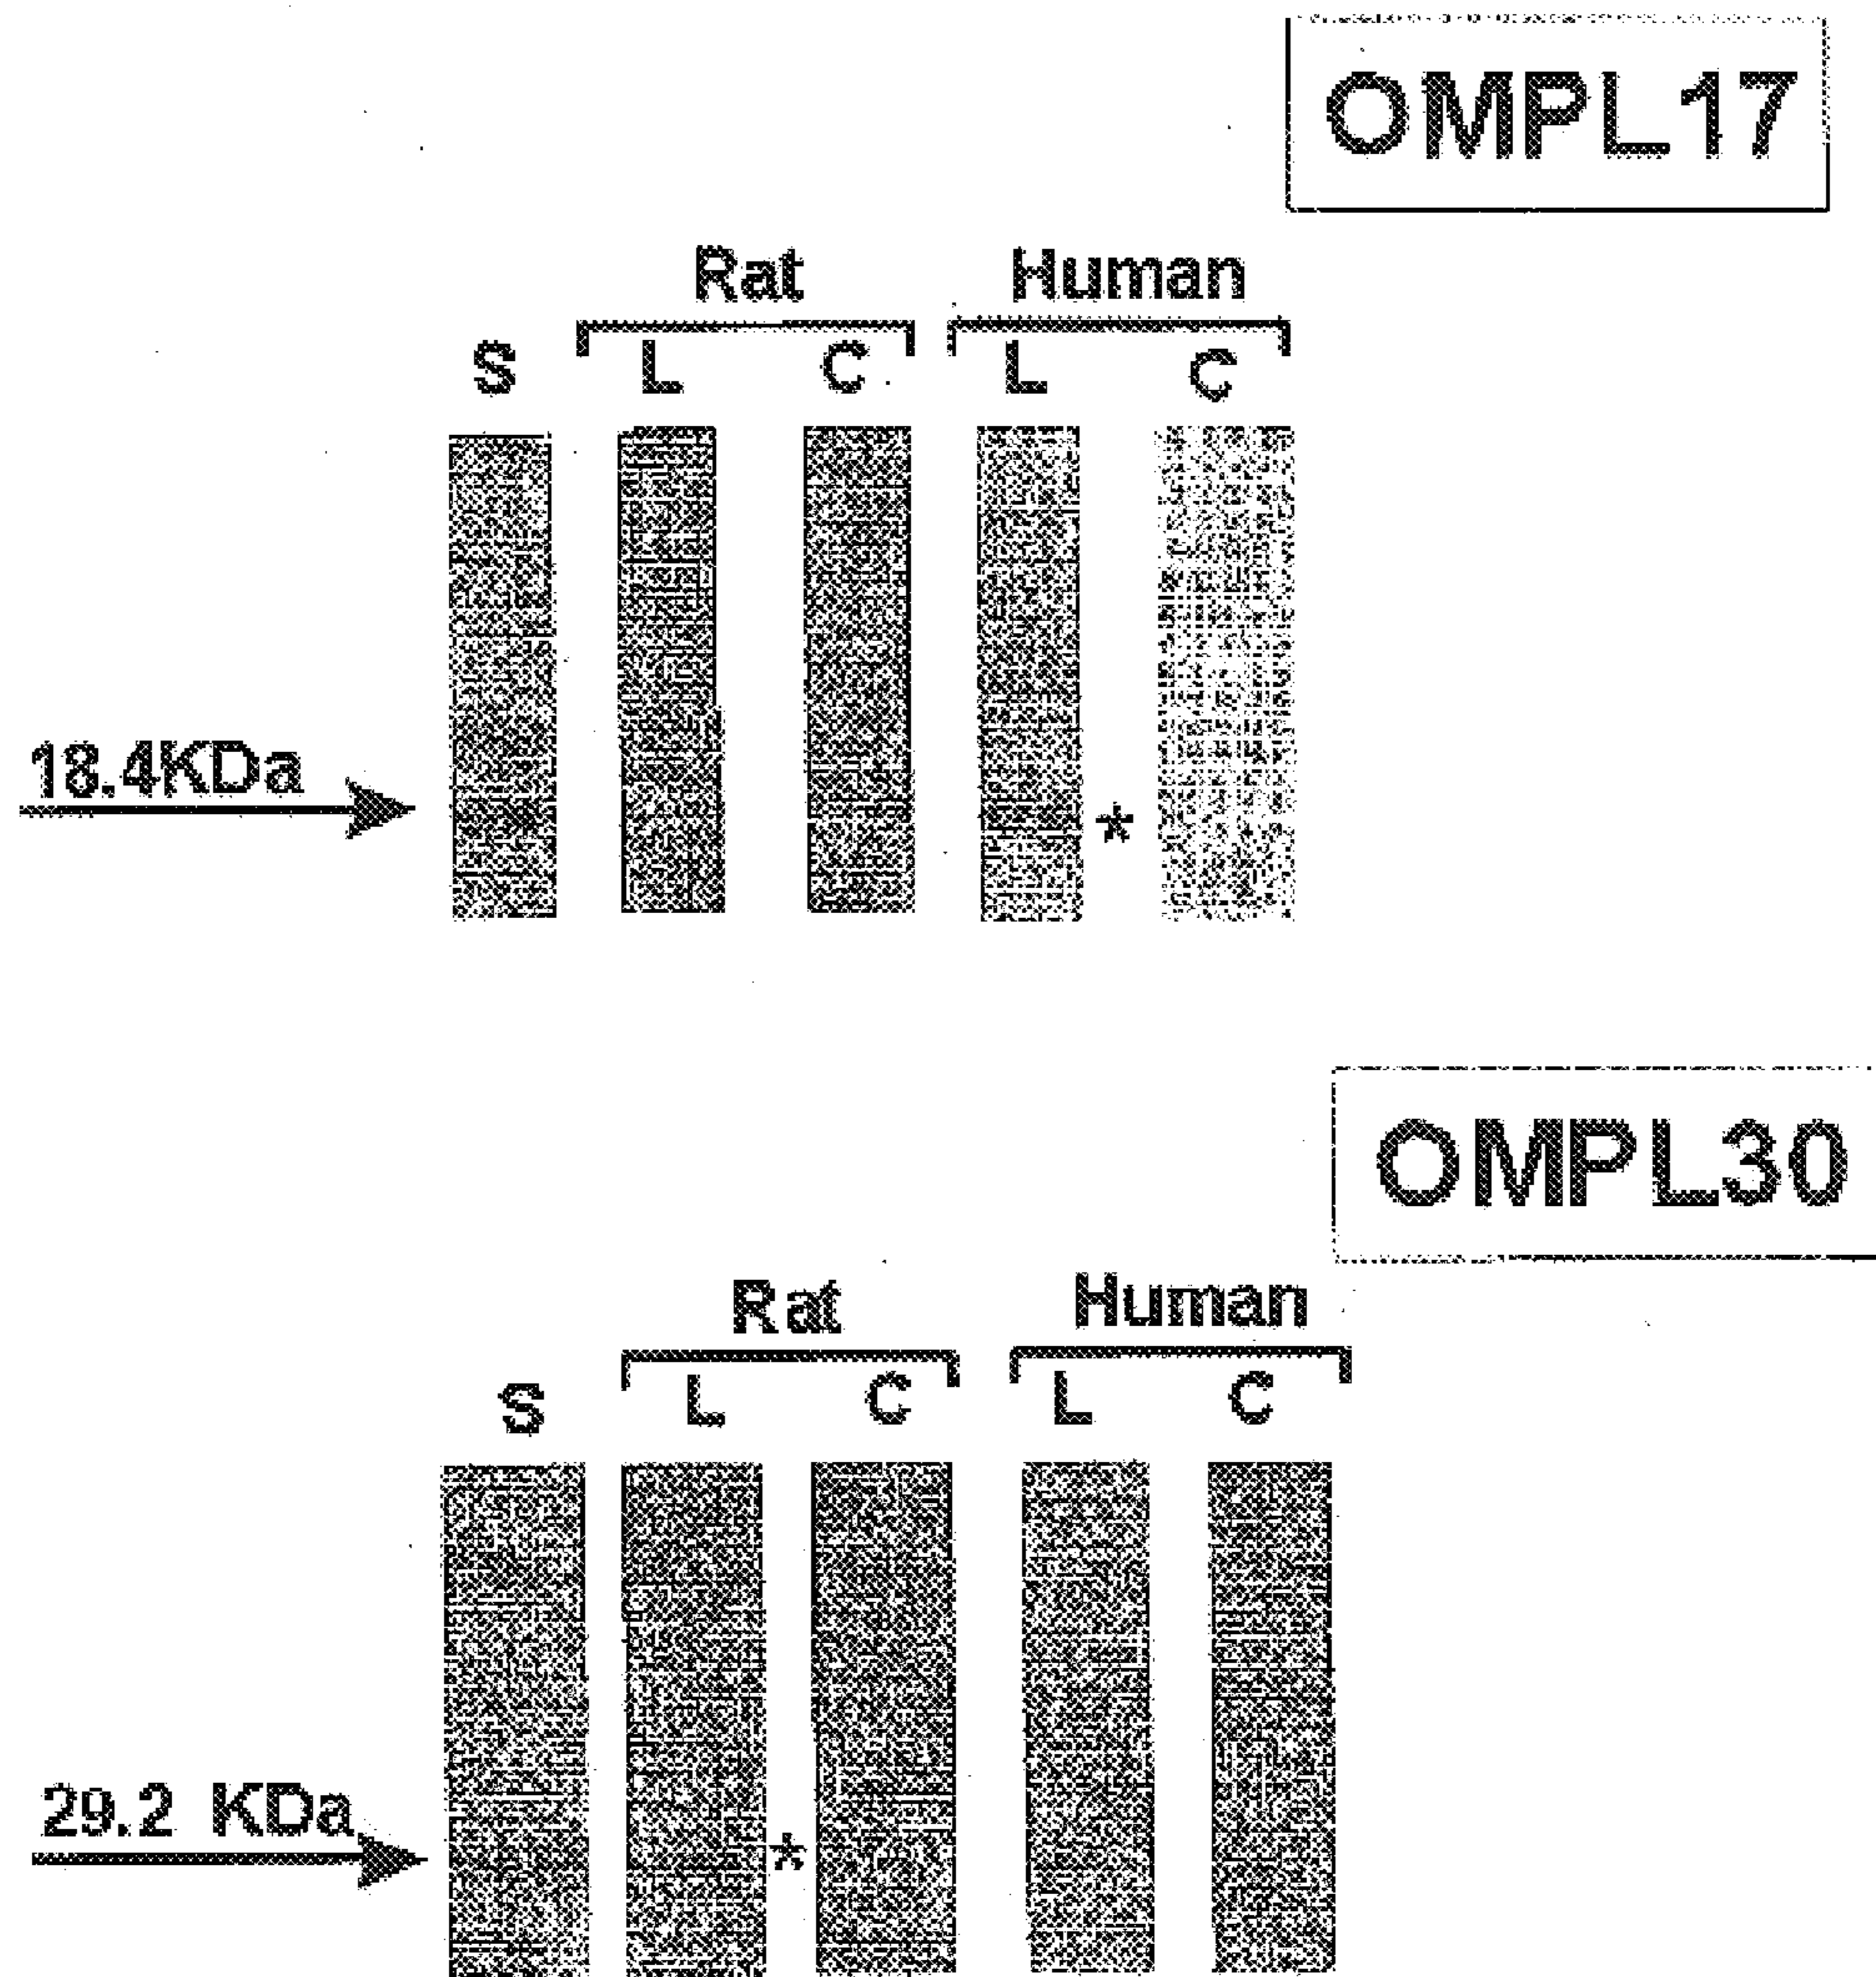 OMPL17
Rat Human
S L C L C
18.4KDa
*
OMPL30
Rat Human
S L C L C
29.2 KDa
*